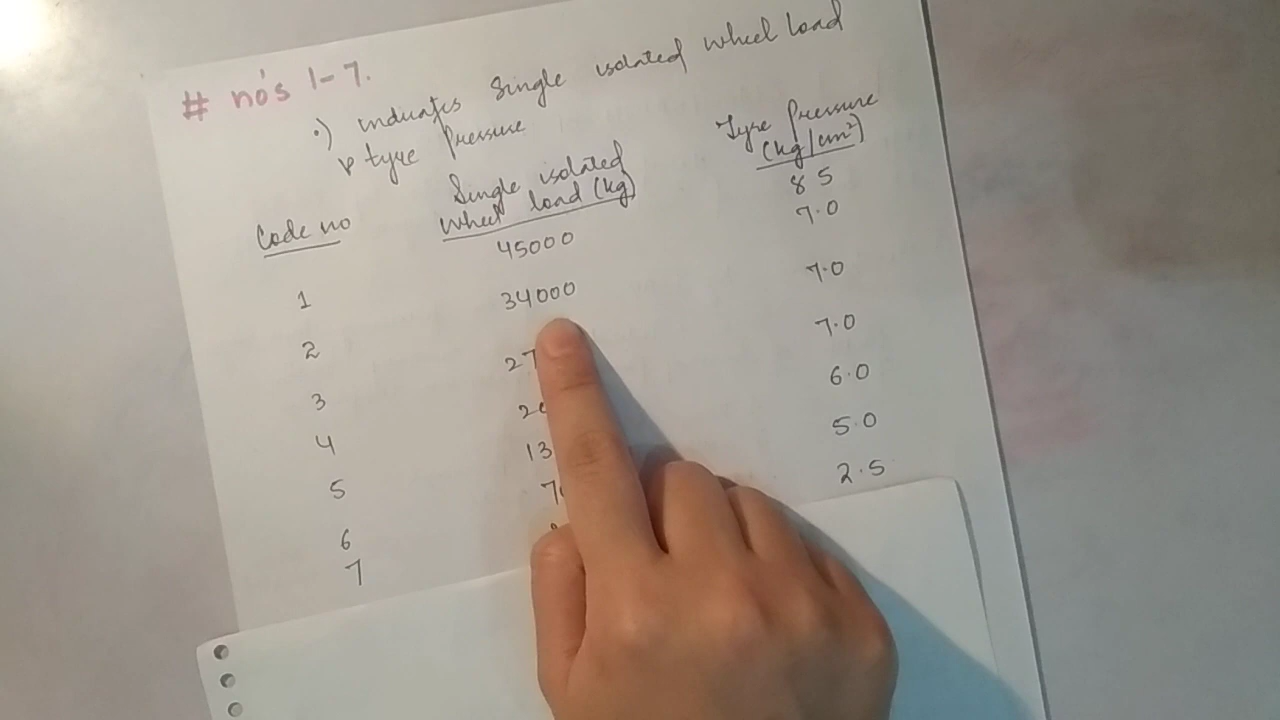 # no's 1-7.
·) indicates Single isolated wheel load
& tyre Pressure
Code no Single isolated wheel load (kg) Tyre Pressure (kg/cm²)
45000 8 5
7.0
1 34000 7.0
2 7.0
3 6.0
4 13 5.0
5 2.5
6
7